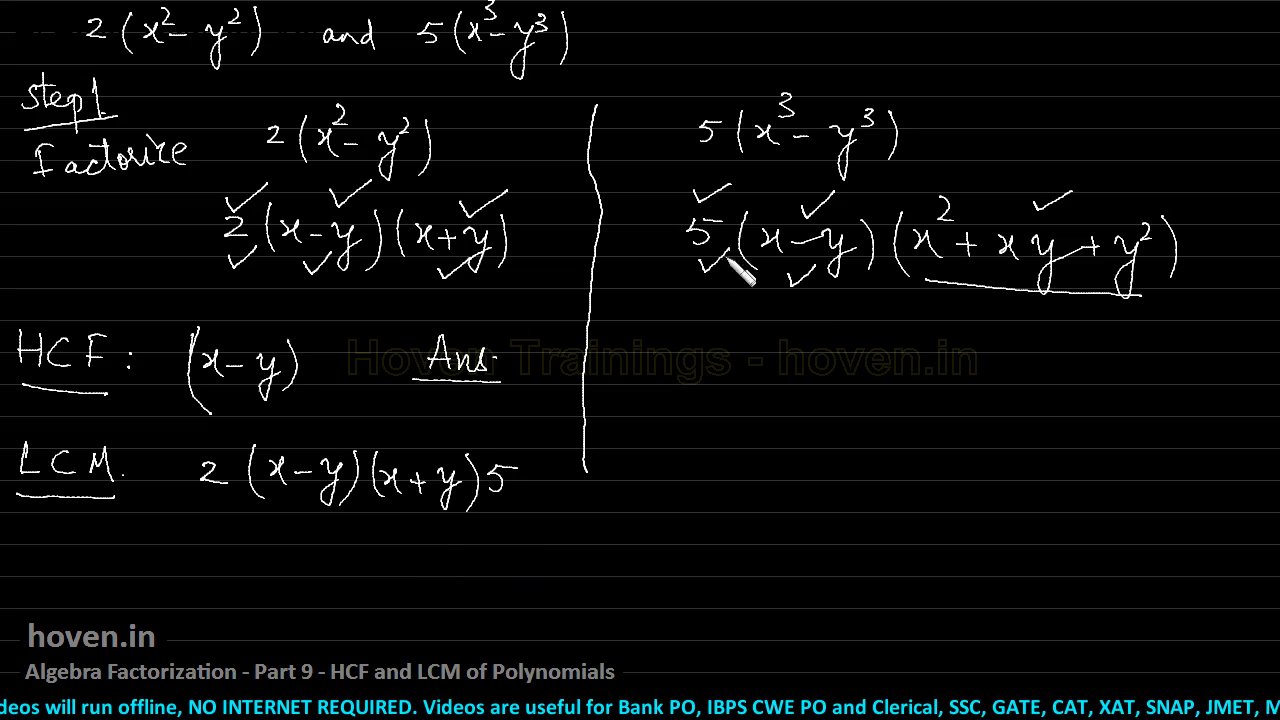 2 (x² - y²) and 5 (x³ - y³)
Step 1
Factorize 2 (x² - y²)
2 (x - y) (x + y)
HCF : (x - y) Ans.
LCM. 2 (x - y) (x + y) 5
5 (x³ - y³)
5 (x - y) (x² + xy + y²)
Hoven Trainings - hoven.in
hoven.in
Algebra Factorization - Part 9 - HCF and LCM of Polynomials
deos will run offline, NO INTERNET REQUIRED. Videos are useful for Bank PO, IBPS CWE PO and Clerical, SSC, GATE, CAT, XAT, SNAP, JMET, M